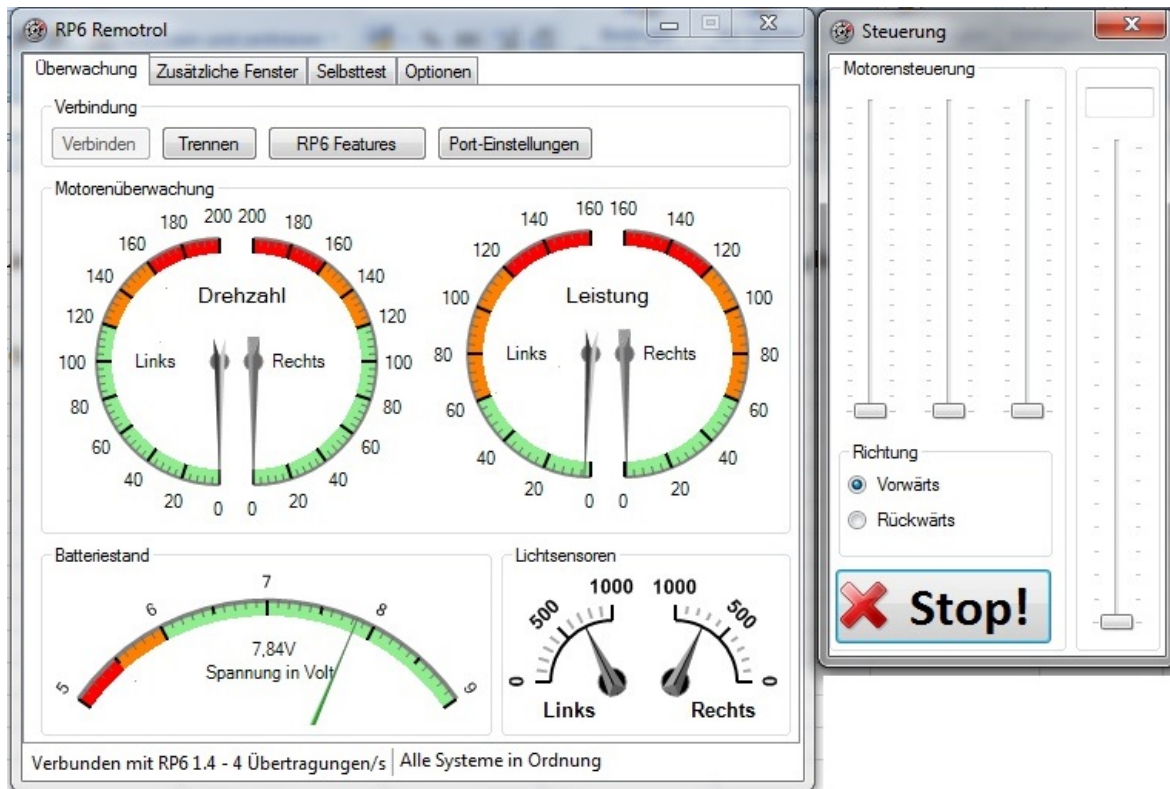 RP6 Remotrol
Überwachung Zusätzliche Fenster Selbsttest Optionen
Verbindung
Verbinden Trennen RP6 Features Port-Einstellungen
Motorenüberwachung
Drehzahl
Links Rechts
200 180 160 140 120 100 80 60 40 20 0
200 180 160 140 120 100 80 60 40 20 0
Leistung
Links Rechts
160 140 120 100 80 60 40 20 0
160 140 120 100 80 60 40 20 0
Batteriestand
5 6 7 8 9
7,84V
Spannung in Volt
Lichtsensoren
0 500 1000
1000 500 0
Links Rechts
Verbunden mit RP6 1.4 - 4 Übertragungen/s Alle Systeme in Ordnung
Steuerung
Motorensteuerung
Richtung
Vorwärts
Rückwärts
Stop!